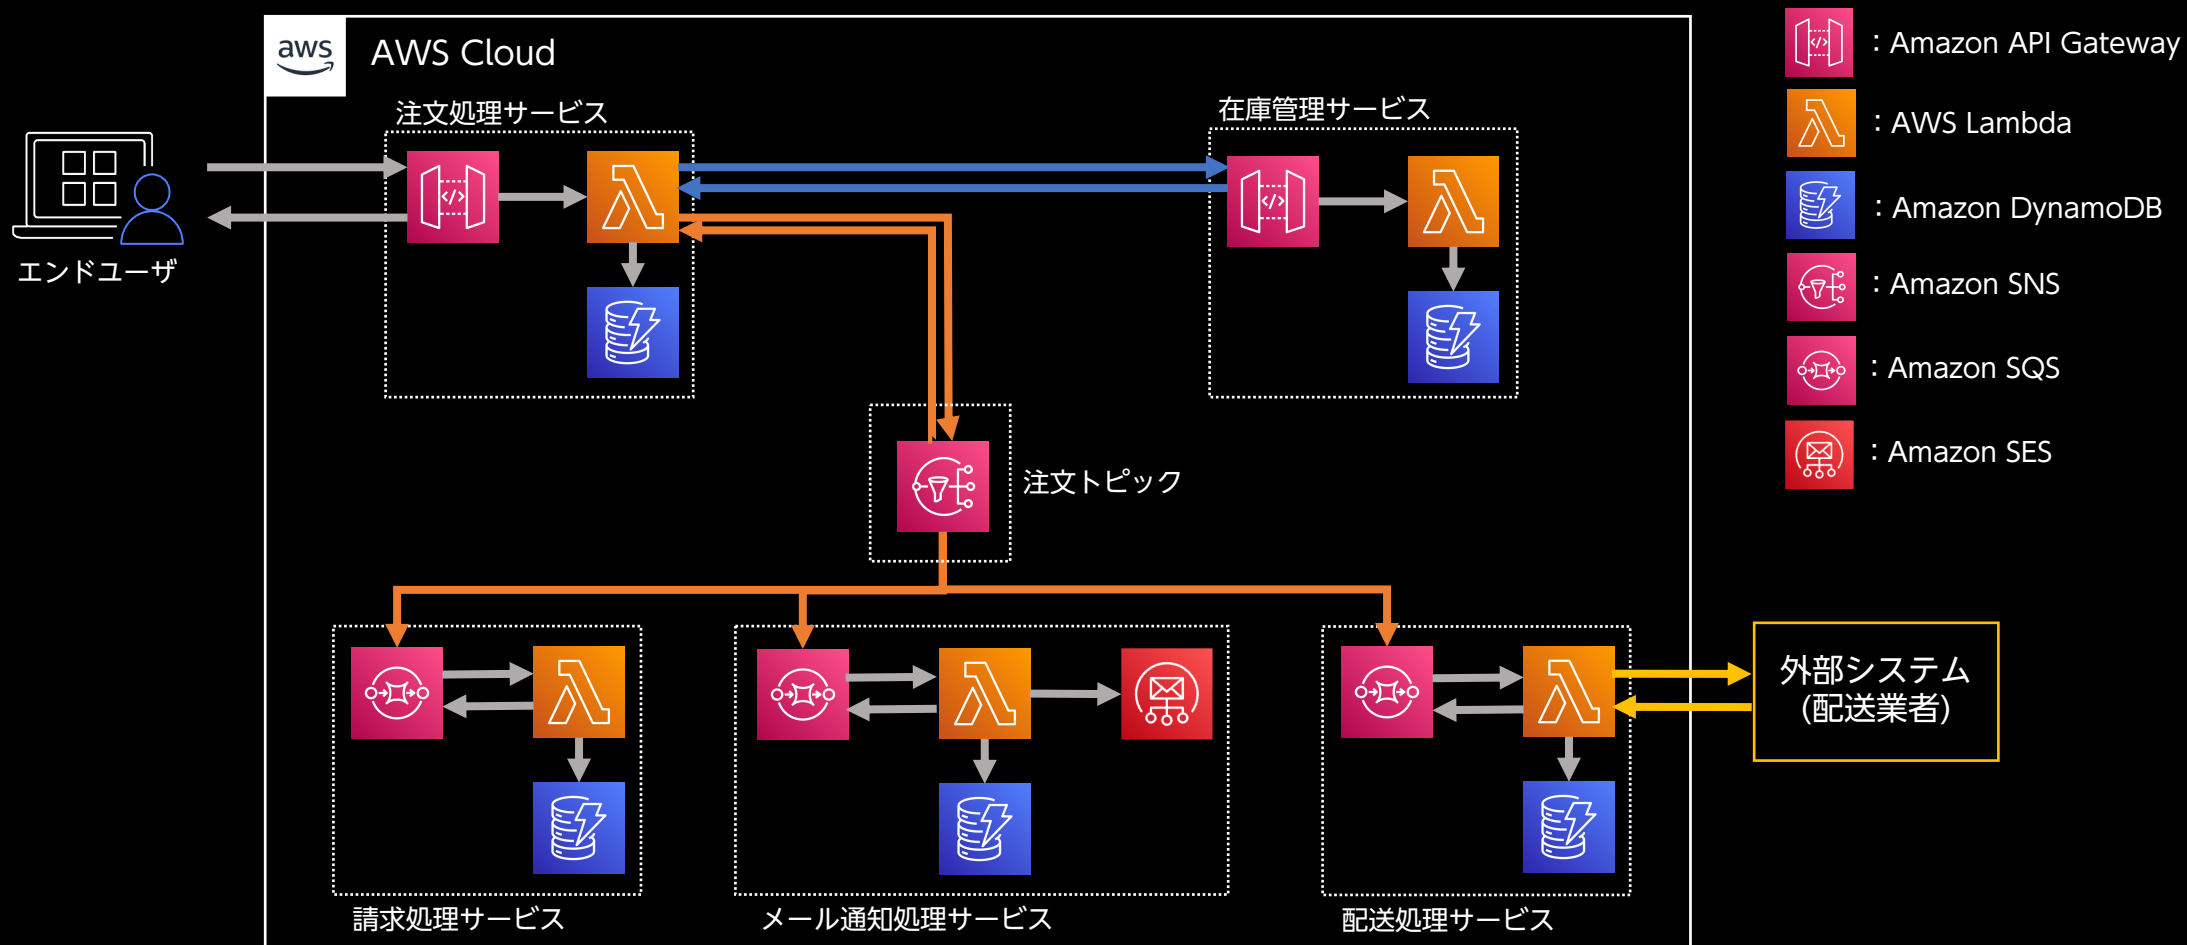 aws
AWS Cloud
注文処理サービス
在庫管理サービス
エンドユーザ
注文トピック
請求処理サービス
メール通知処理サービス
配送処理サービス
外部システム
(配送業者)
：Amazon API Gateway
：AWS Lambda
：Amazon DynamoDB
：Amazon SNS
：Amazon SQS
：Amazon SES